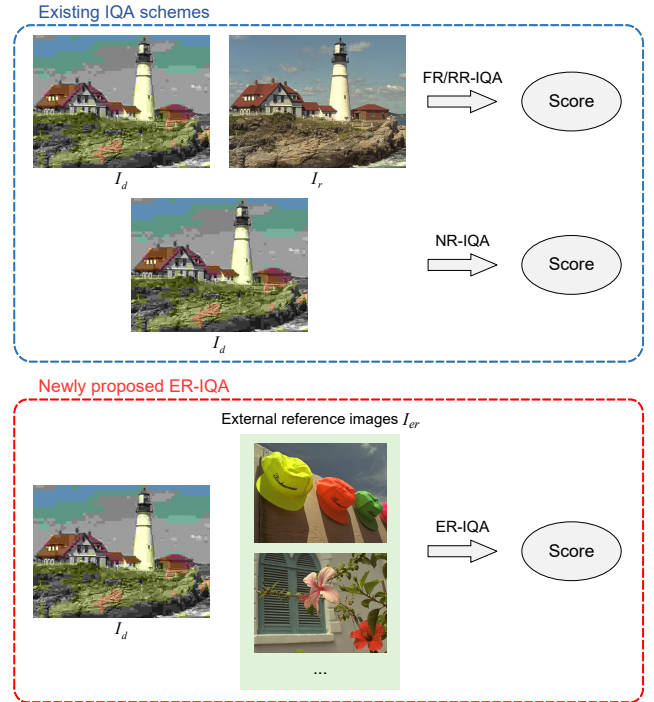 Existing IQA schemes
FR/RR-IQA
Score
I_d
I_r
NR-IQA
Score
I_d
Newly proposed ER-IQA
External reference images I_er
ER-IQA
Score
I_d
...